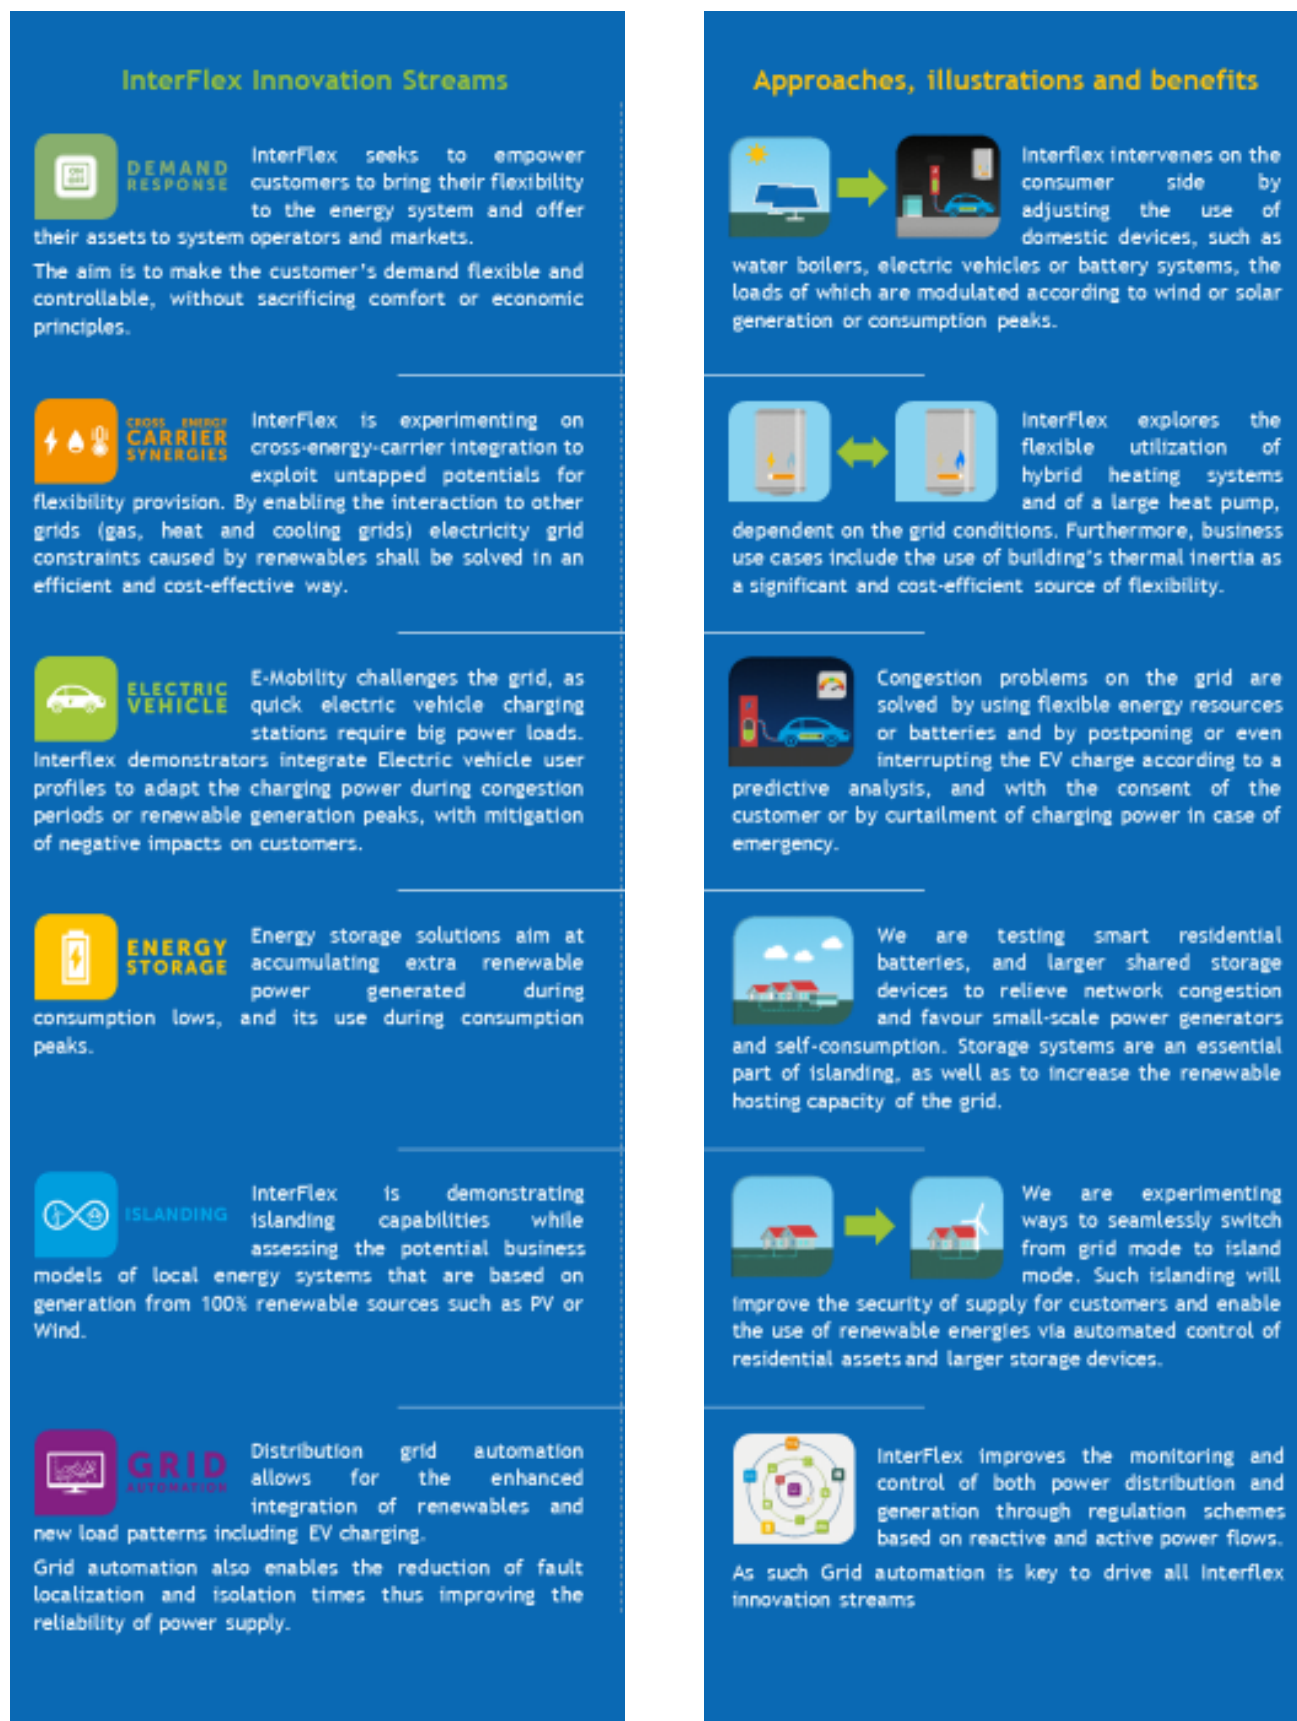 InterFlex Innovation Streams
DEMAND
RESPONSE
InterFlex seeks to empower
customers to bring their flexibility
to the energy system and offer
their assets to system operators and markets.
The aim is to make the customer's demand flexible and
controllable, without sacrificing comfort or economic
principles.
CROSS ENERGY
CARRIER
SYNERGIES
InterFlex is experimenting on
cross-energy-carrier integration to
exploit untapped potentials for
flexibility provision. By enabling the interaction to other
grids (gas, heat and cooling grids) electricity grid
constraints caused by renewables shall be solved in an
efficient and cost-effective way.
ELECTRIC
VEHICLE
E-Mobility challenges the grid, as
quick electric vehicle charging
stations require big power loads.
Interflex demonstrators integrate Electric vehicle user
profiles to adapt the charging power during congestion
periods or renewable generation peaks, with mitigation
of negative impacts on customers.
ENERGY
STORAGE
Energy storage solutions aim at
accumulating extra renewable
power generated during
consumption lows, and its use during consumption
peaks.
ISLANDING
InterFlex is demonstrating
islanding capabilities while
assessing the potential business
models of local energy systems that are based on
generation from 100% renewable sources such as PV or
Wind.
GRID
AUTOMATION
Distribution grid automation
allows for the enhanced
integration of renewables and
new load patterns including EV charging.
Grid automation also enables the reduction of fault
localization and isolation times thus improving the
reliability of power supply.
Approaches, illustrations and benefits
Interflex intervenes on the
consumer side by
adjusting the use of
domestic devices, such as
water boilers, electric vehicles or battery systems, the
loads of which are modulated according to wind or solar
generation or consumption peaks.
InterFlex explores the
flexible utilization of
hybrid heating systems
and of a large heat pump,
dependent on the grid conditions. Furthermore, business
use cases include the use of building's thermal inertia as
a significant and cost-efficient source of flexibility.
Congestion problems on the grid are
solved by using flexible energy resources
or batteries and by postponing or even
interrupting the EV charge according to a
predictive analysis, and with the consent of the
customer or by curtailment of charging power in case of
emergency.
We are testing smart residential
batteries, and larger shared storage
devices to relieve network congestion
and favour small-scale power generators
and self-consumption. Storage systems are an essential
part of islanding, as well as to increase the renewable
hosting capacity of the grid.
We are experimenting
ways to seamlessly switch
from grid mode to island
mode. Such islanding will
improve the security of supply for customers and enable
the use of renewable energies via automated control of
residential assets and larger storage devices.
InterFlex improves the monitoring and
control of both power distribution and
generation through regulation schemes
based on reactive and active power flows.
As such Grid automation is key to drive all Interflex
innovation streams